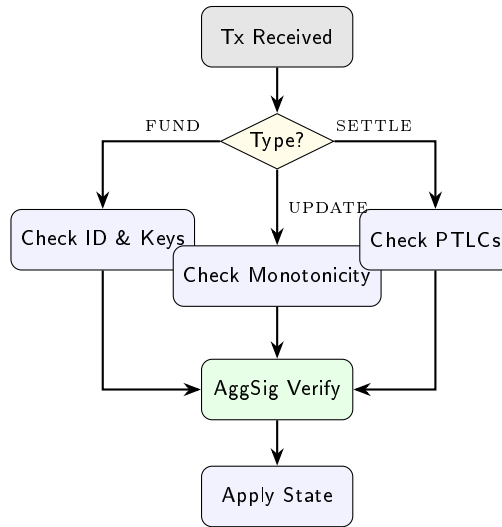 Tx Received
Type?
FUND
SETTLE
UPDATE
Check ID & Keys
Check Monotonicity
Check PTLCs
AggSig Verify
Apply State